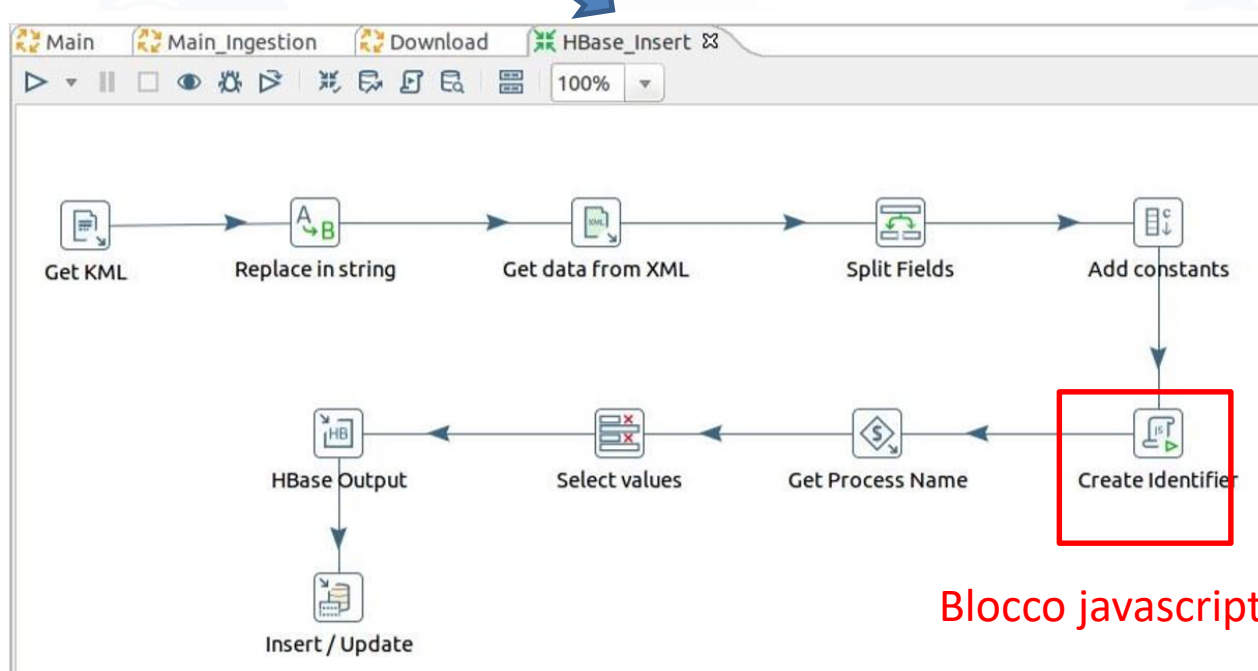 Main Main_Ingestion Download HBase_Insert
100%
Get KML Replace in string Get data from XML Split Fields Add constants
HBase Output Select values Get Process Name Create Identifier
Insert / Update
Blocco javascript